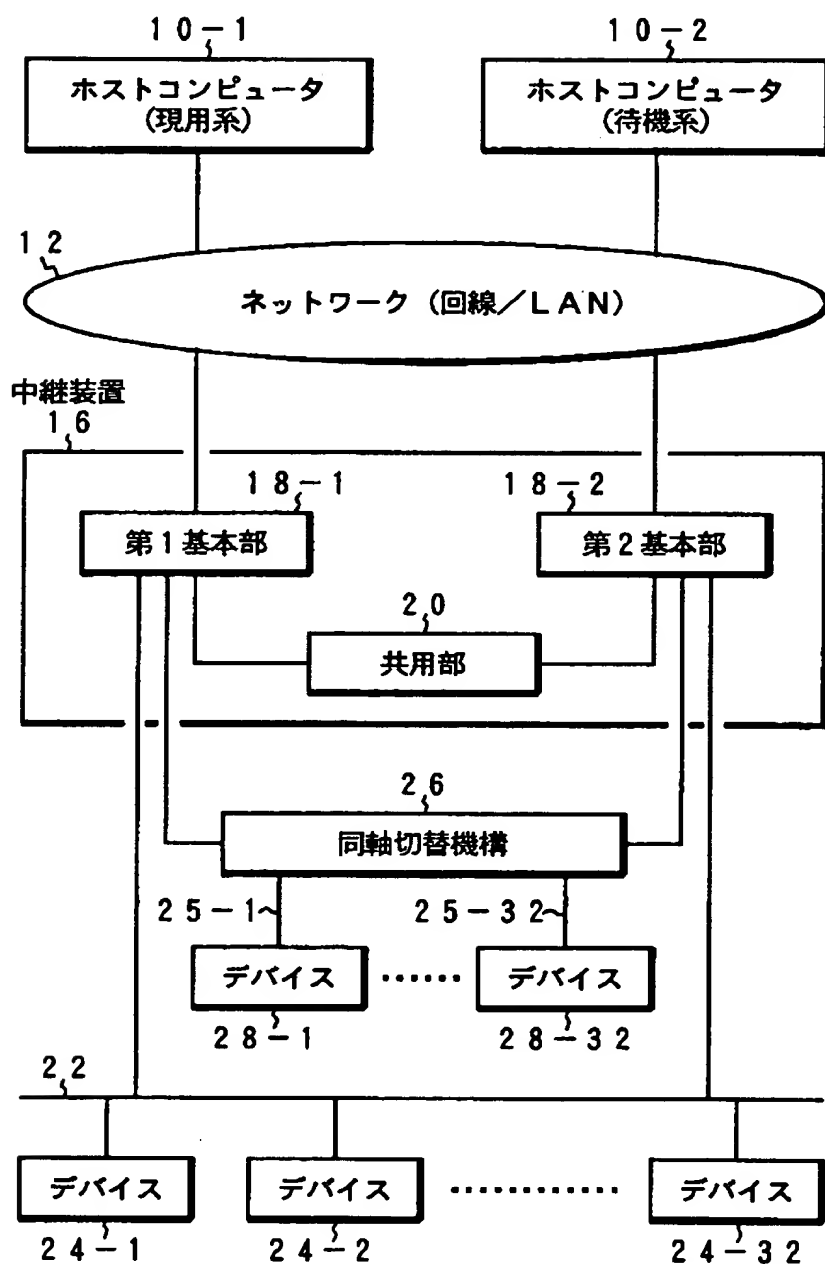 10-1
10-2
ホストコンピュータ
(現用系)
ホストコンピュータ
(待機系)
12
ネットワーク(回線/LAN)
中継装置
16
18-1
18-2
第1基本部
第2基本部
20
共用部
26
同軸切替機構
25-1
25-32
デバイス
デバイス
28-1
28-32
22
デバイス
デバイス
デバイス
24-1
24-2
24-32